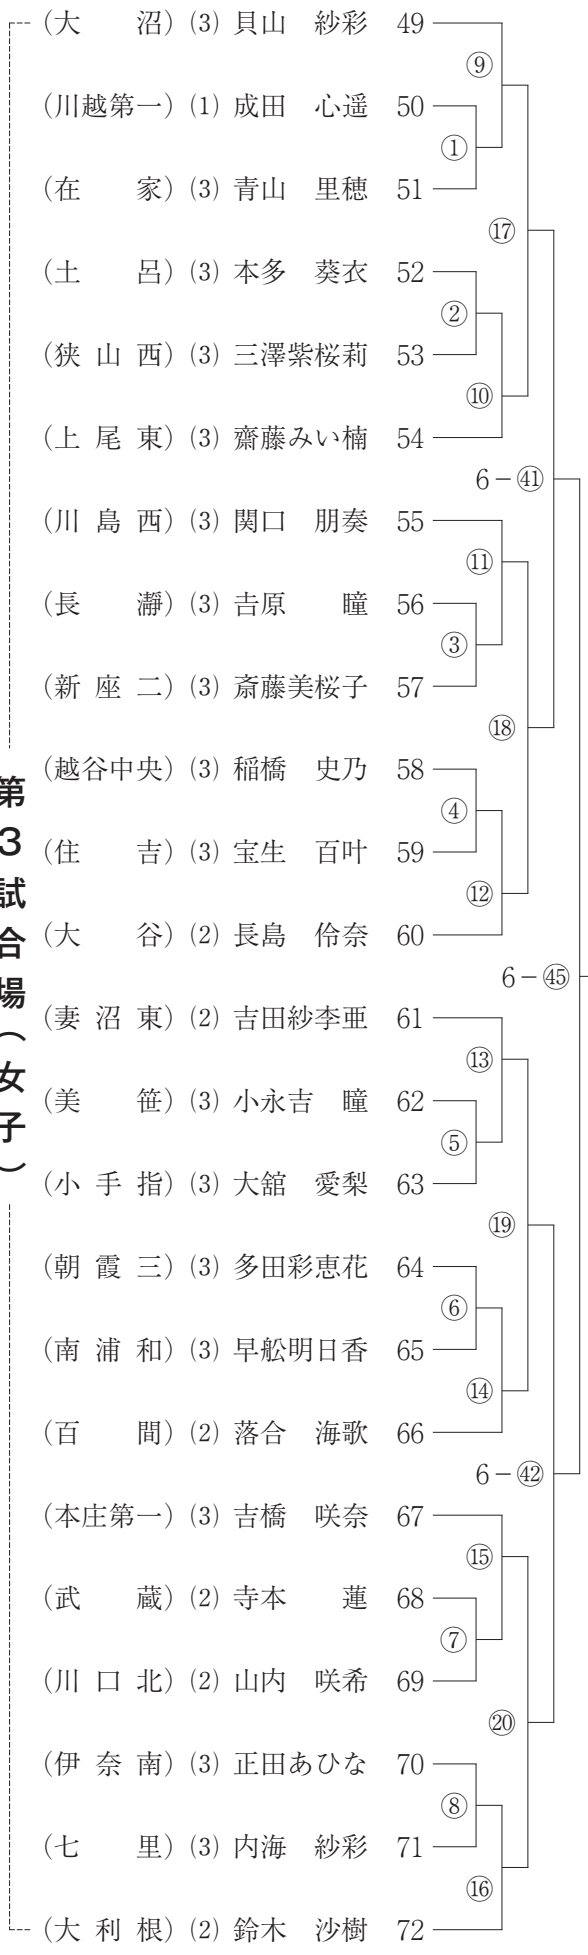 第3試合場（女子）
（大　　沼）(3) 貝山　紗彩　49
⑨
（川越第一）(1) 成田　心遥　50
①
（在　　家）(3) 青山　里穂　51
⑰
（土　　呂）(3) 本多　葵衣　52
②
（狭 山 西）(3) 三澤紫桜莉　53
⑩
（上 尾 東）(3) 齋藤みい楠　54
6－㊶
（川 島 西）(3) 関口　朋奏　55
⑪
（長　　瀞）(3) 吉原　　瞳　56
③
（新 座 二）(3) 斎藤美桜子　57
⑱
（越谷中央）(3) 稲橋　史乃　58
④
（住　　吉）(3) 宝生　百叶　59
⑫
（大　　谷）(2) 長島　伶奈　60
6－㊺
（妻 沼 東）(2) 吉田紗李亜　61
⑬
（美　　笹）(3) 小永吉　瞳　62
⑤
（小 手 指）(3) 大舘　愛梨　63
⑲
（朝 霞 三）(3) 多田彩恵花　64
⑥
（南 浦 和）(3) 早舩明日香　65
⑭
（百　　間）(2) 落合　海歌　66
6－㊷
（本庄第一）(3) 吉橋　咲奈　67
⑮
（武　　蔵）(2) 寺本　　蓮　68
⑦
（川 口 北）(2) 山内　咲希　69
⑳
（伊 奈 南）(3) 正田あひな　70
⑧
（七　　里）(3) 内海　紗彩　71
⑯
（大 利 根）(2) 鈴木　沙樹　72